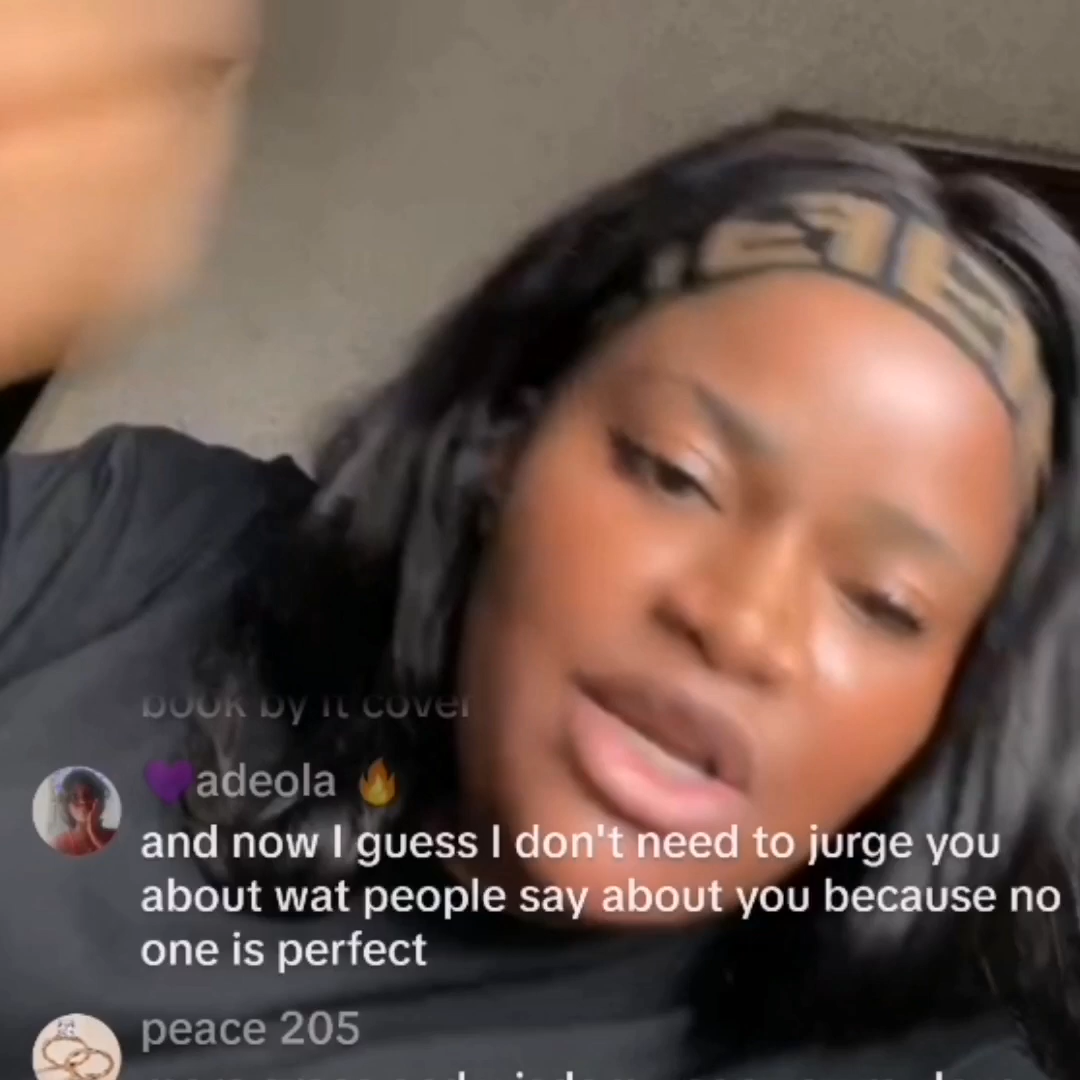 book by it cover
💜adeola 🔥
and now I guess I don't need to jurge you
about wat people say about you because no
one is perfect
peace 205